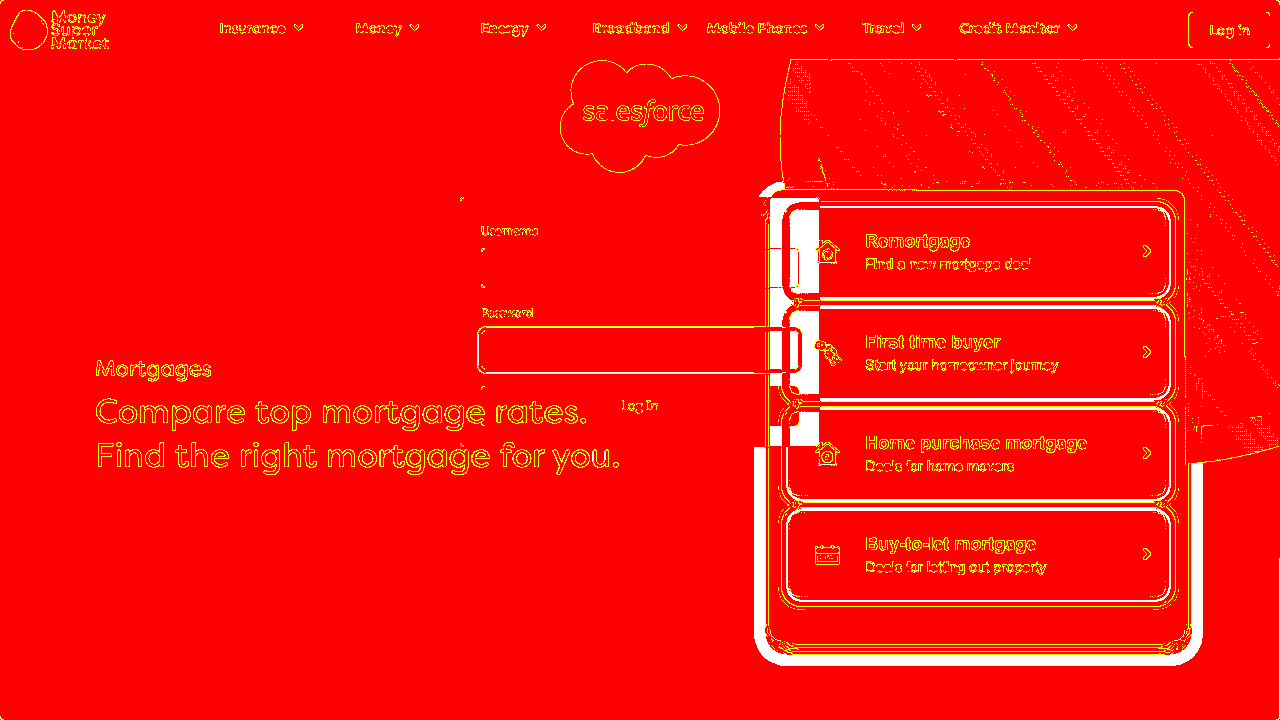 Money
Super
Market
Insurance
Money
Energy
Broadband
Mobile Phones
Travel
Credit Monitor
Log in
salesforce
Username
Password
Log In
Mortgages
Compare top mortgage rates.
Find the right mortgage for you.
Remortgage
Find a new mortgage deal
First time buyer
Start your homeowner journey
Home purchase mortgage
Deals for home movers
Buy-to-let mortgage
Deals for letting out property